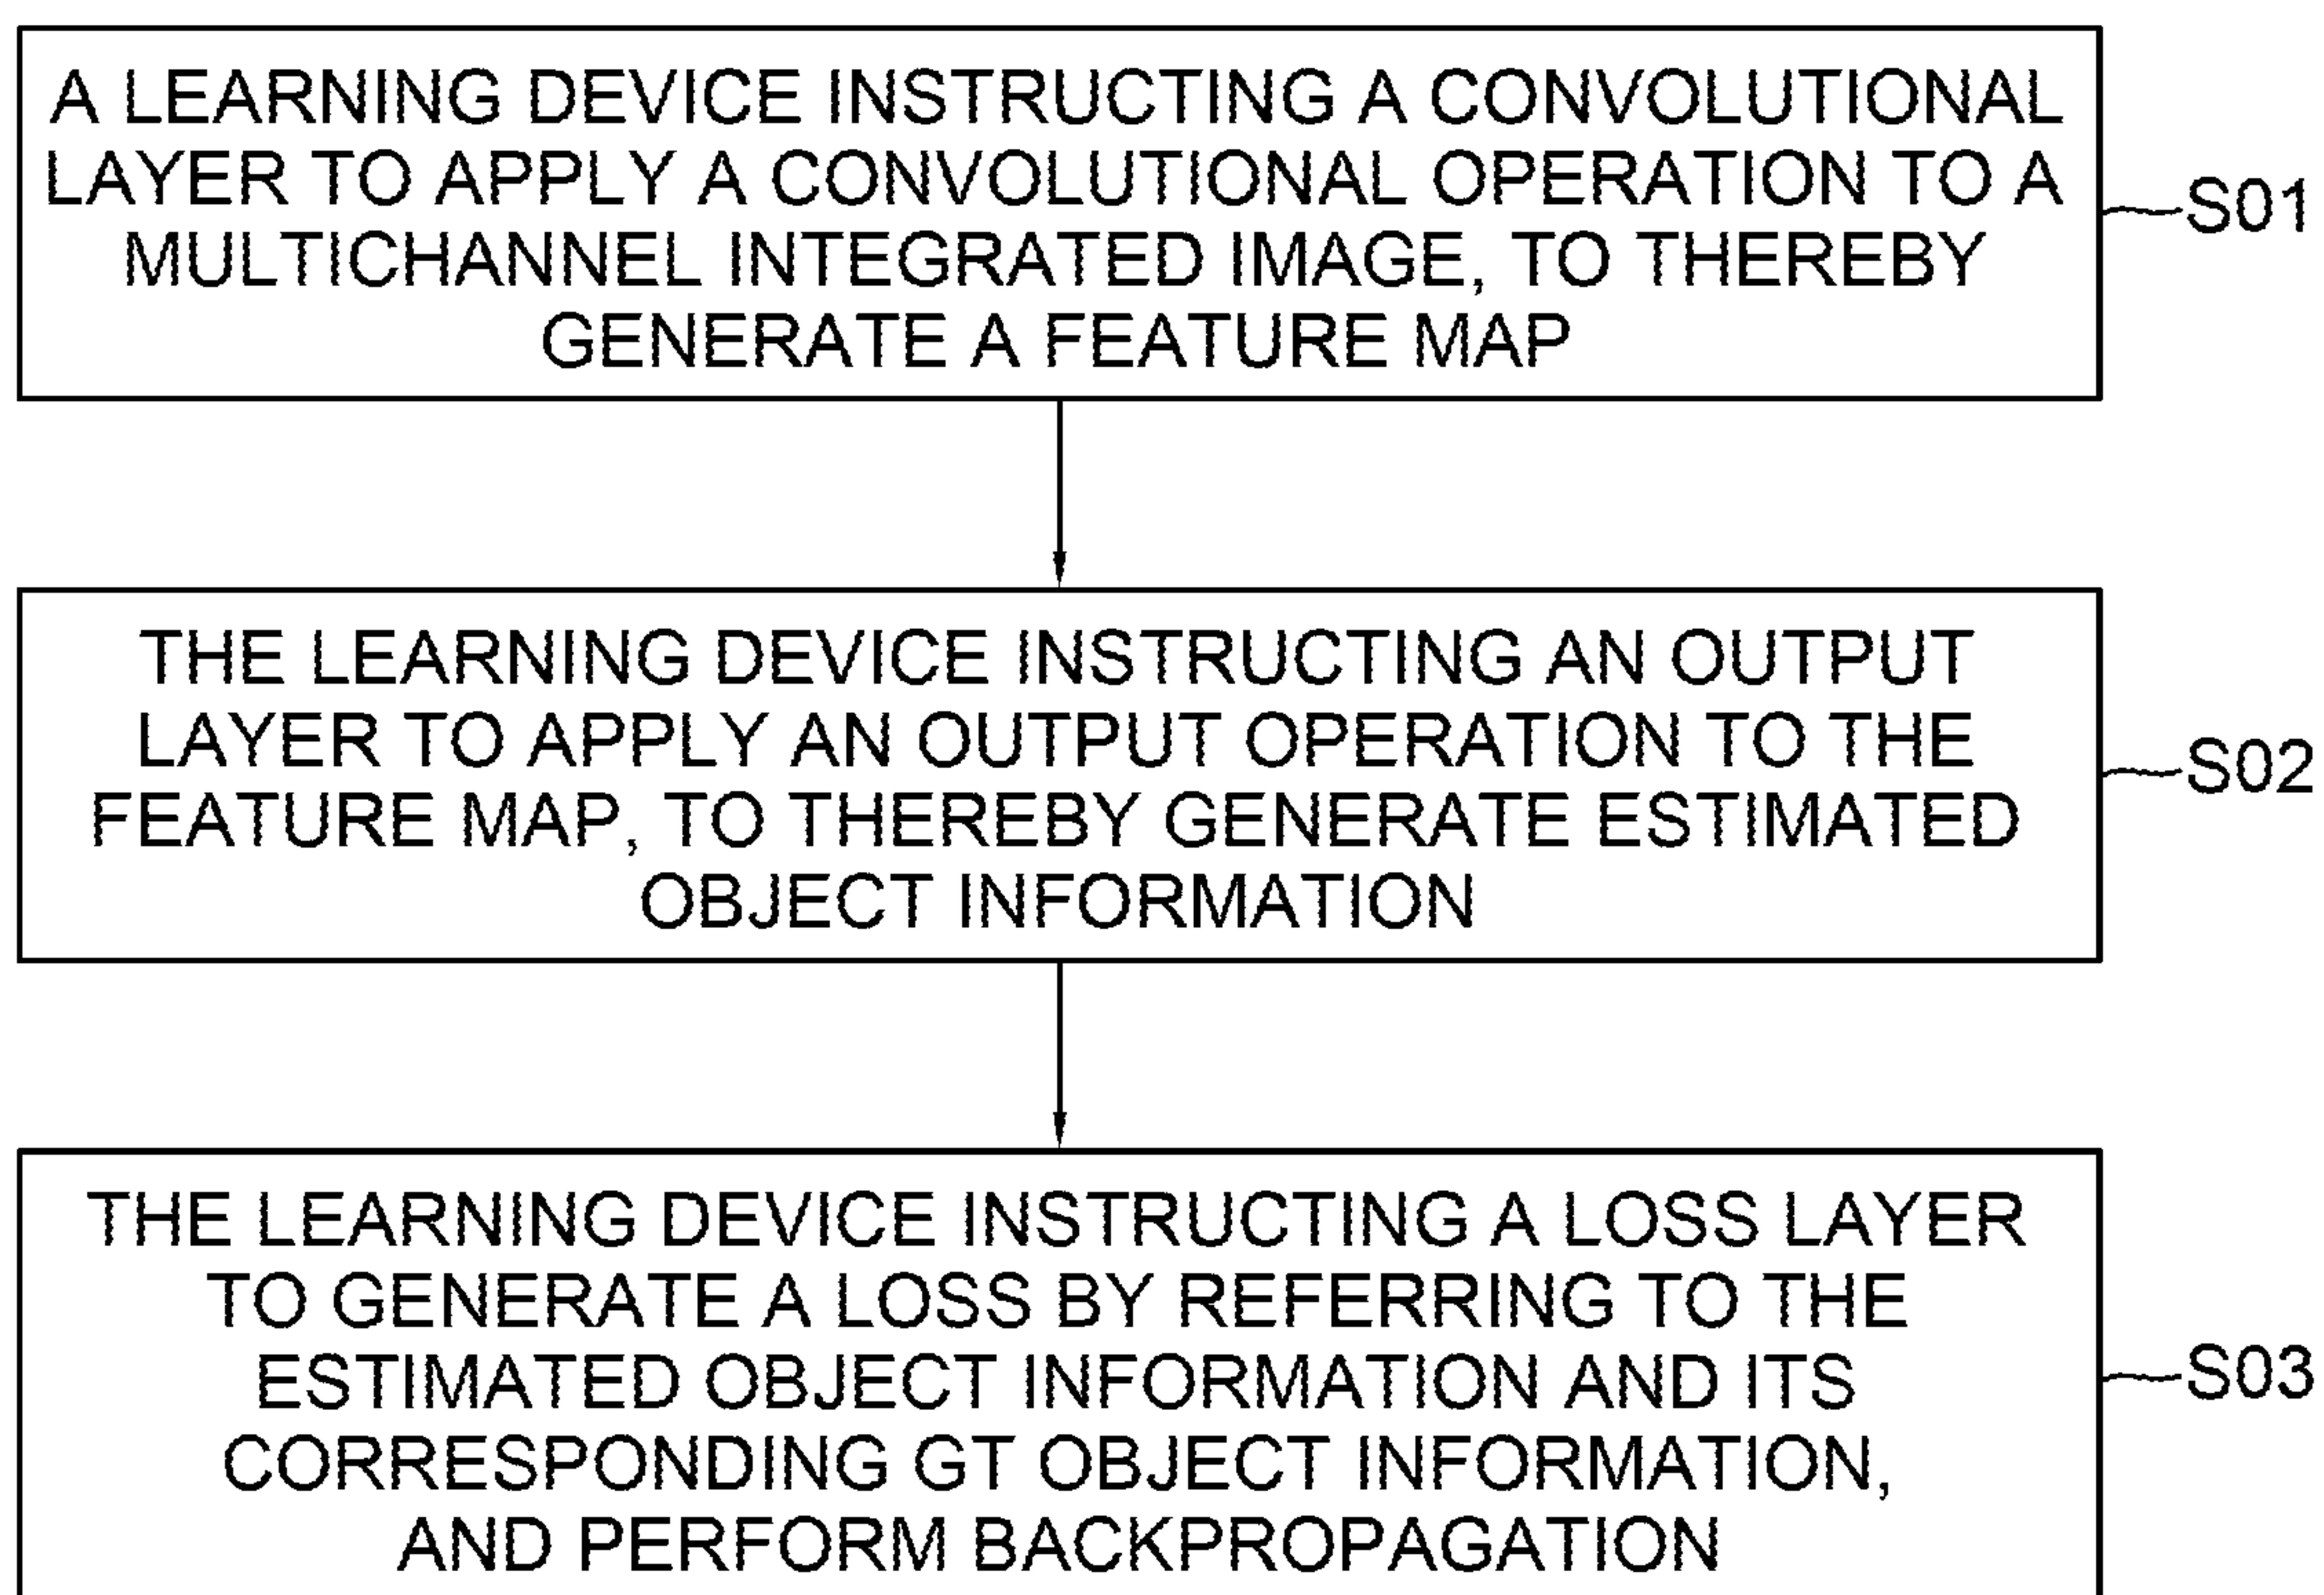 A LEARNING DEVICE INSTRUCTING A CONVOLUTIONAL
LAYER TO APPLY A CONVOLUTIONAL OPERATION TO A
MULTICHANNEL INTEGRATED IMAGE, TO THEREBY
GENERATE A FEATURE MAP
S01
THE LEARNING DEVICE INSTRUCTING AN OUTPUT
LAYER TO APPLY AN OUTPUT OPERATION TO THE
FEATURE MAP, TO THEREBY GENERATE ESTIMATED
OBJECT INFORMATION
S02
THE LEARNING DEVICE INSTRUCTING A LOSS LAYER
TO GENERATE A LOSS BY REFERRING TO THE
ESTIMATED OBJECT INFORMATION AND ITS
CORRESPONDING GT OBJECT INFORMATION,
AND PERFORM BACKPROPAGATION
S03